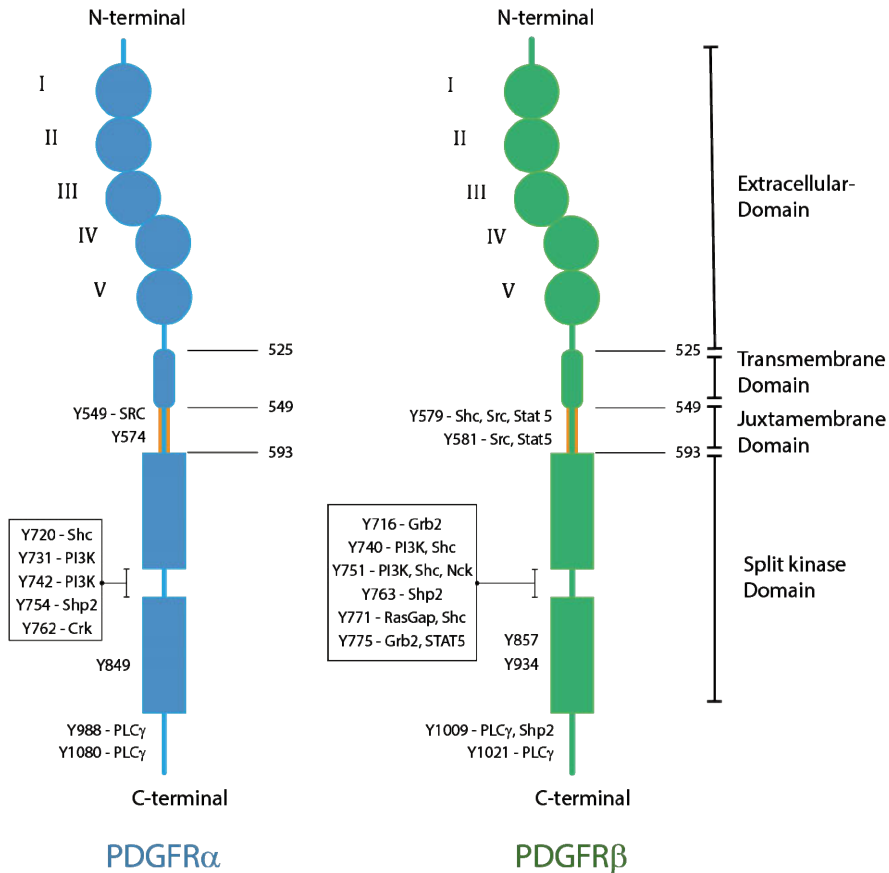 N-terminal
I
II
III
IV
V
525
549
593
Y549 - SRC
Y574
Y720 - Shc
Y731 - PI3K
Y742 - PI3K
Y754 - Shp2
Y762 - Crk
Y849
Y988 - PLCγ
Y1080 - PLCγ
C-terminal
PDGFRα
N-terminal
I
II
III
IV
V
525
549
593
Y579 - Shc, Src, Stat 5
Y581 - Src, Stat5
Y716 - Grb2
Y740 - PI3K, Shc
Y751 - PI3K, Shc, Nck
Y763 - Shp2
Y771 - RasGap, Shc
Y775 - Grb2, STAT5
Y857
Y934
Y1009 - PLCγ, Shp2
Y1021 - PLCγ
C-terminal
PDGFRβ
Extracellular-
Domain
Transmembrane
Domain
Juxtamembrane
Domain
Split kinase
Domain